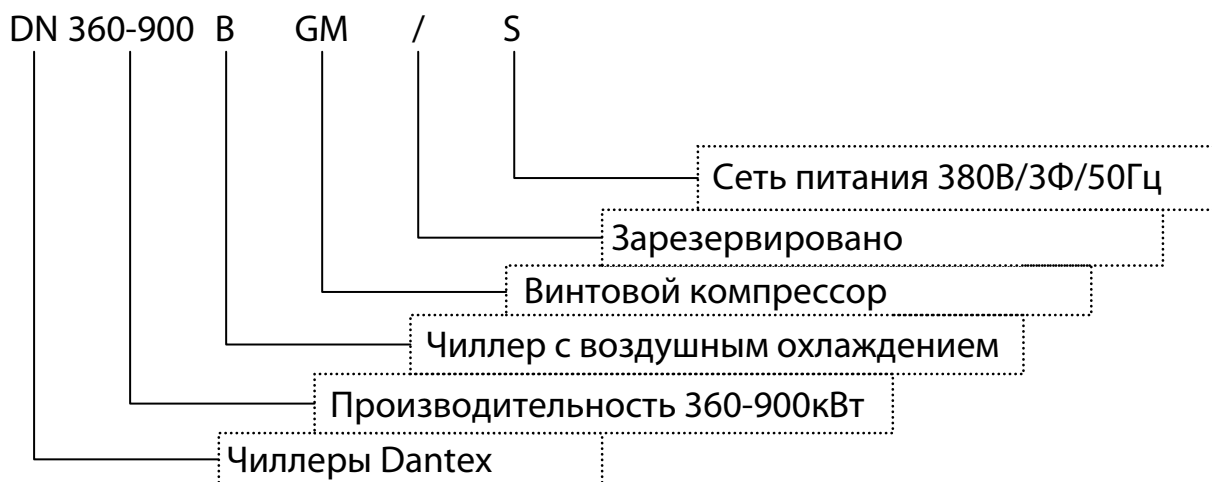 DN 360-900 B GM / S
Сеть питания 380В/3Ф/50Гц
Зарезервировано
Винтовой компрессор
Чиллер с воздушным охлаждением
Производительность 360-900кВт
Чиллеры Dantex